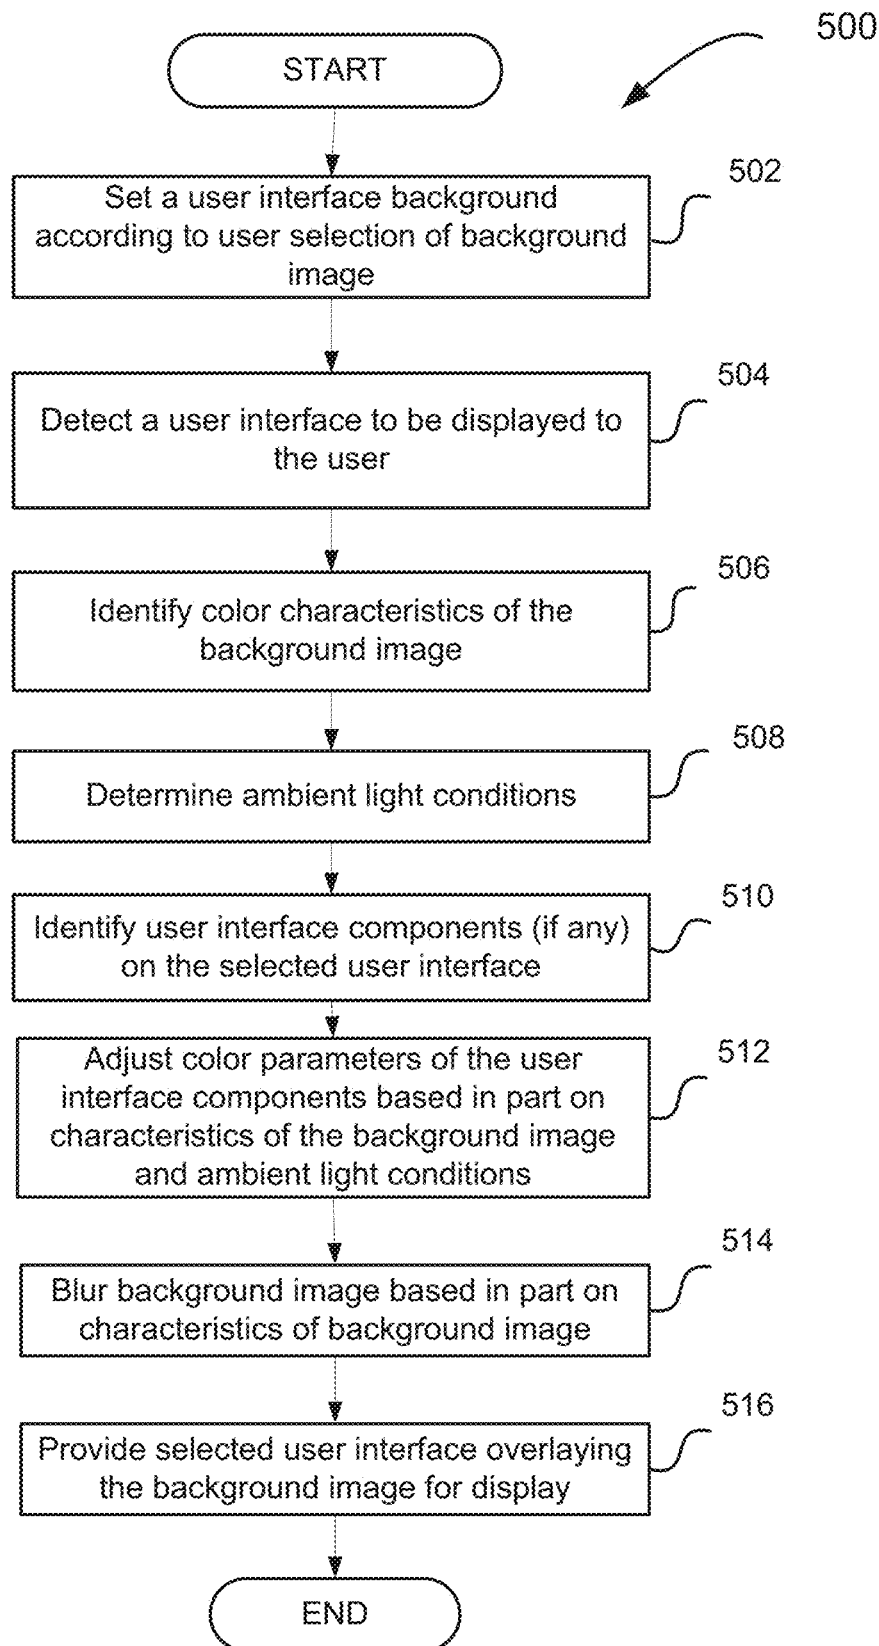 500
START
502
Set a user interface background
according to user selection of background
image
504
Detect a user interface to be displayed to
the user
506
Identify color characteristics of the
background image
508
Determine ambient light conditions
510
Identify user interface components (if any)
on the selected user interface
512
Adjust color parameters of the user
interface components based in part on
characteristics of the background image
and ambient light conditions
514
Blur background image based in part on
characteristics of background image
516
Provide selected user interface overlaying
the background image for display
END